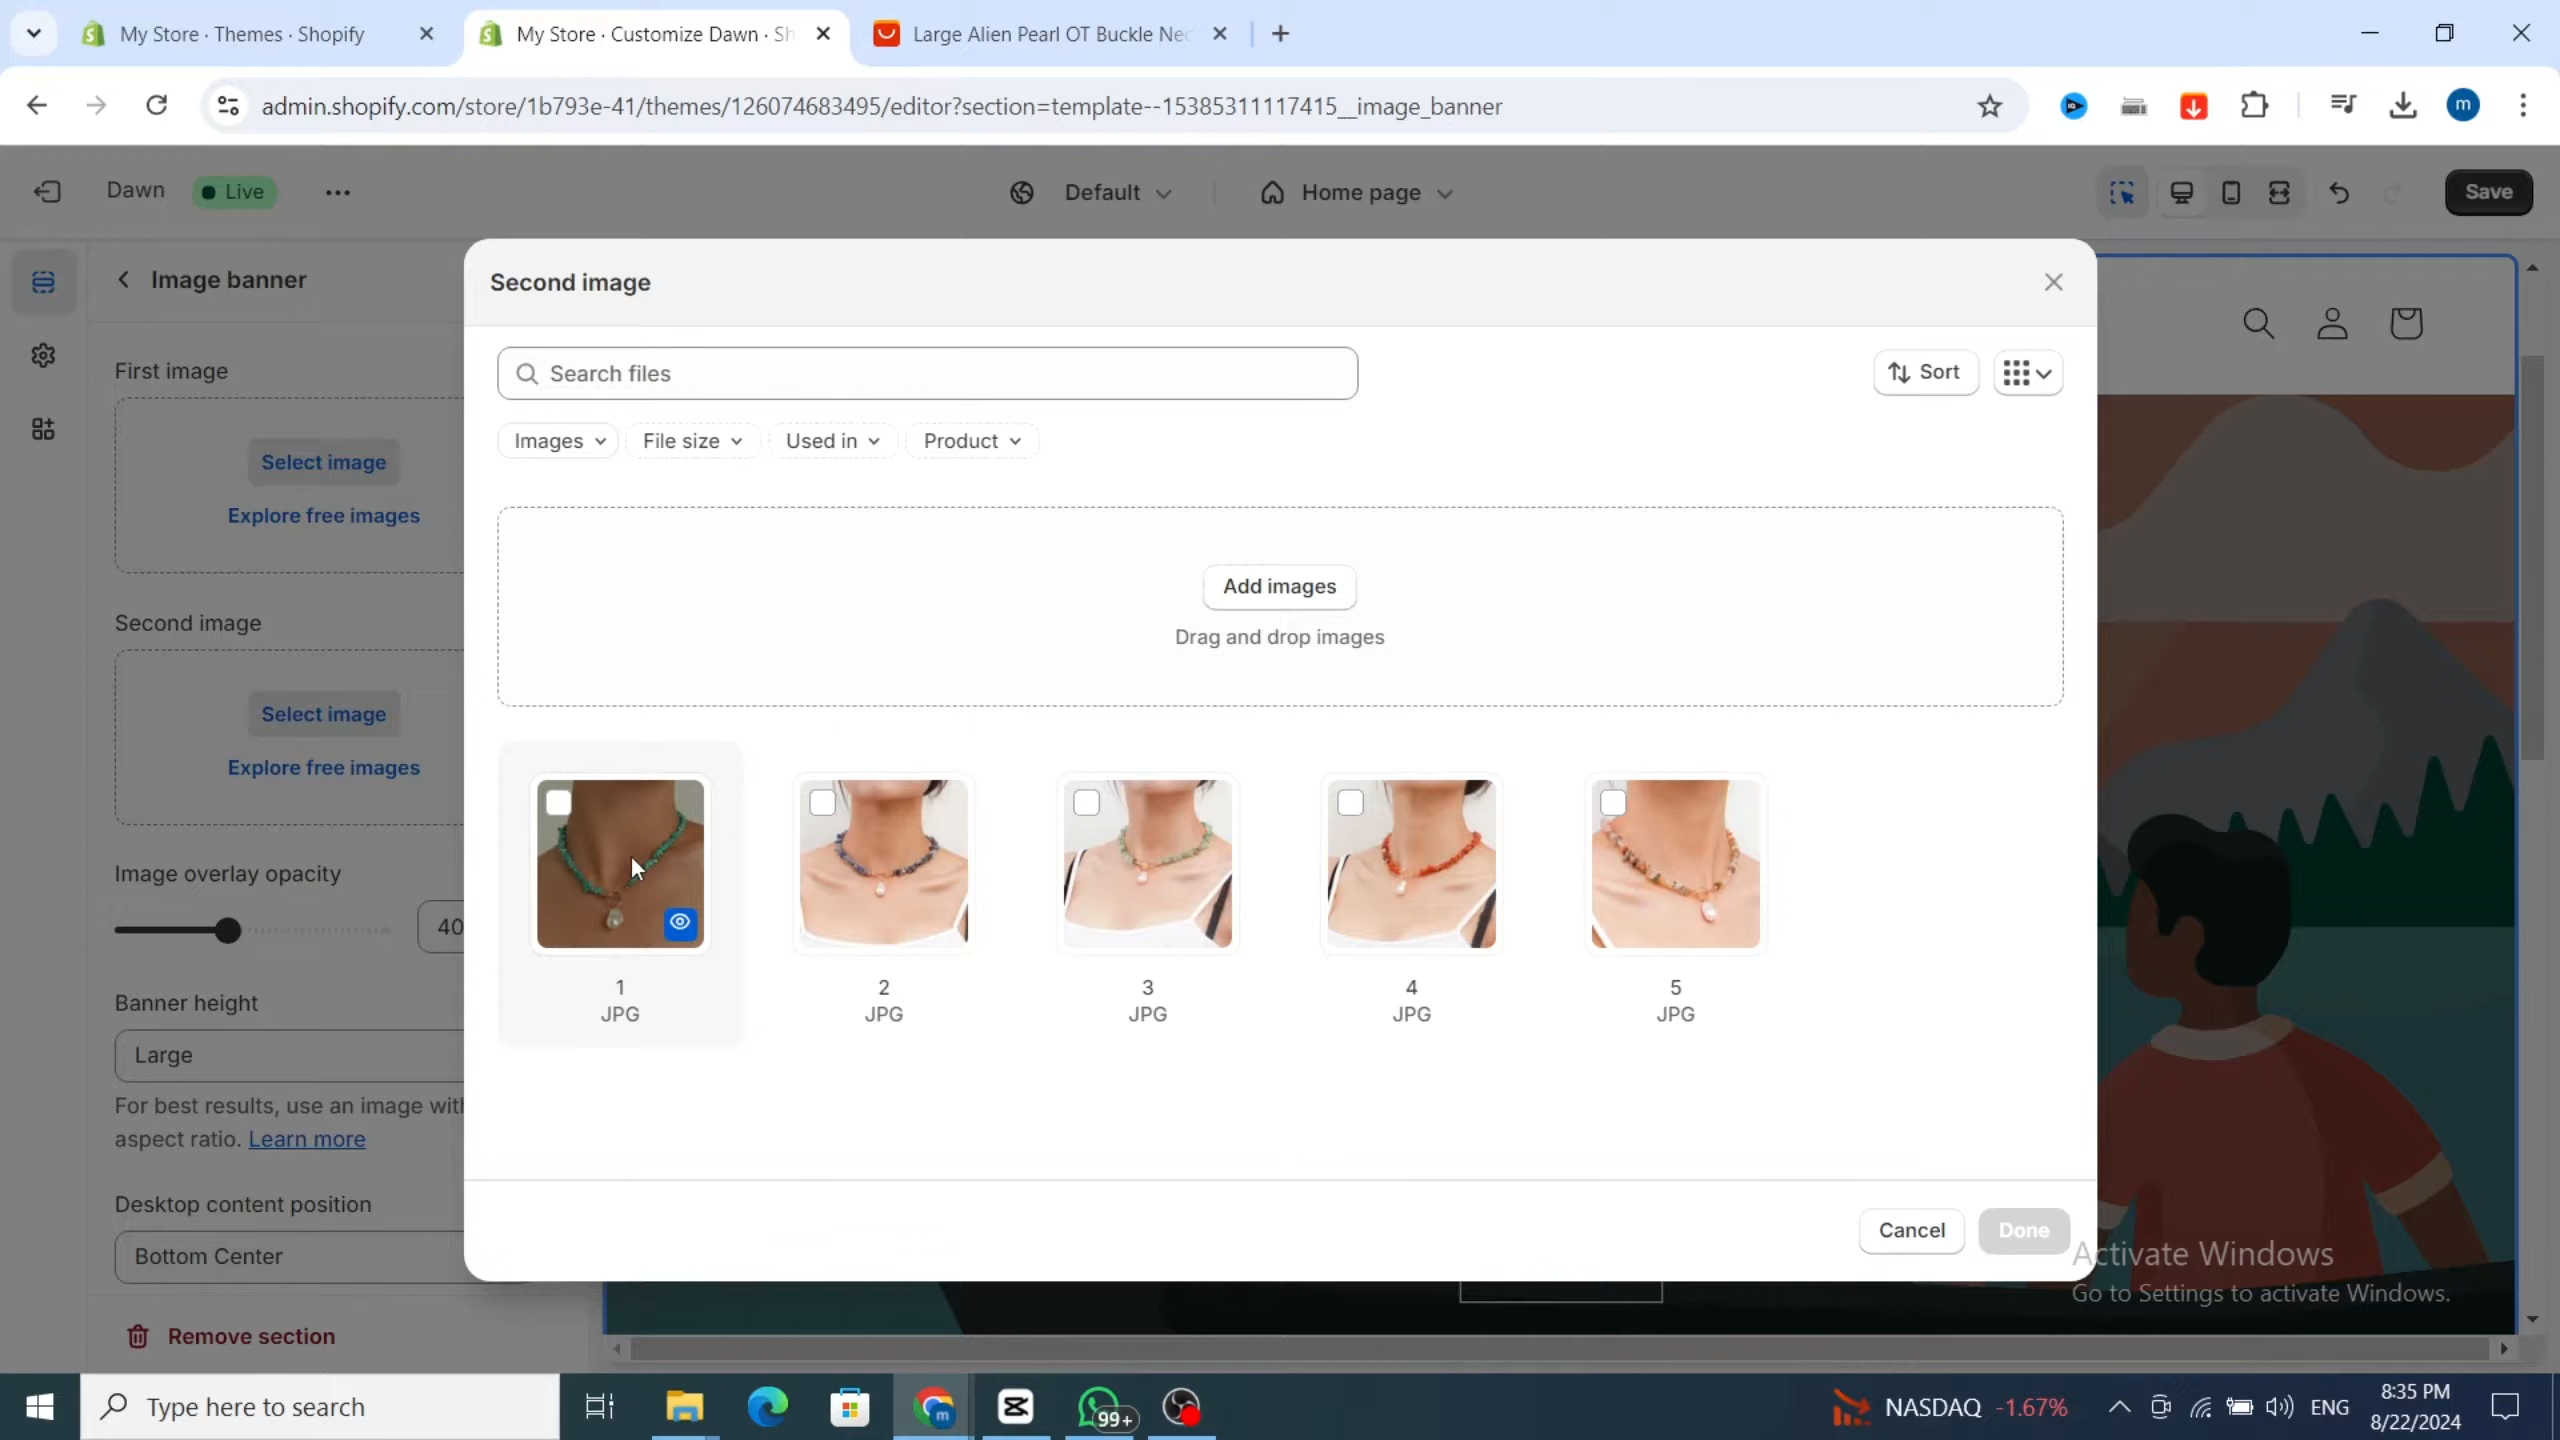 My Store · Themes · Shopify
My Store · Customize Dawn · Sh
Large Alien Pearl OT Buckle Nec
admin.shopify.com/store/1b793e-41/themes/126074683495/editor?section=template--15385311117415__image_banner
m
Dawn
Live
Default
Home page
Save
Image banner
First image
Select image
Explore free images
Second image
Select image
Explore free images
Image overlay opacity
40
Banner height
Large
For best results, use an image with
aspect ratio. Learn more
Desktop content position
Bottom Center
Remove section
Second image
Search files
Sort
Images
File size
Used in
Product
Add images
Drag and drop images
1
JPG
2
JPG
3
JPG
4
JPG
5
JPG
Cancel
Done
Activate Windows
Go to Settings to activate Windows.
Type here to search
m
99+
NASDAQ -1.67%
ENG
8:35 PM
8/22/2024